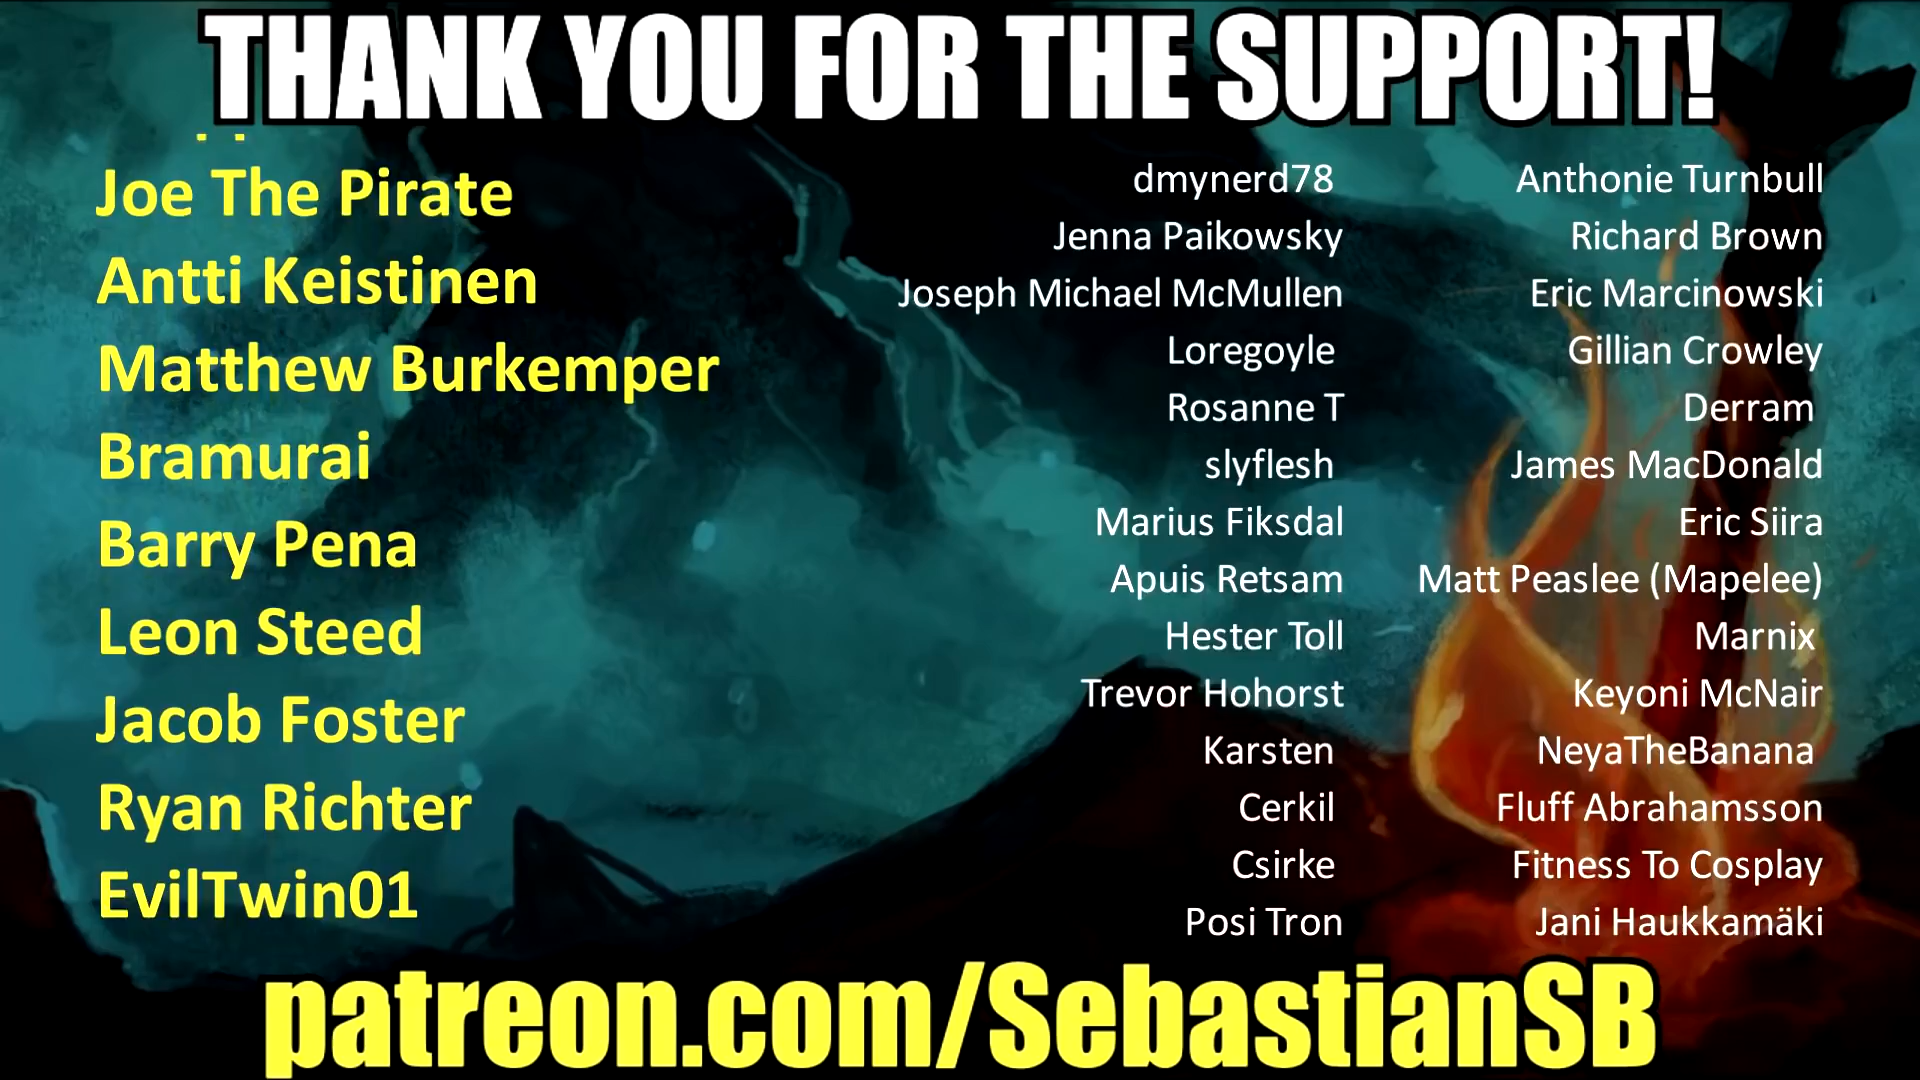 THANK YOU FOR THE SUPPORT!
Joe The Pirate
Antti Keistinen
Matthew Burkemper
Bramurai
Barry Pena
Leon Steed
Jacob Foster
Ryan Richter
EvilTwin01
dmynerd78
Jenna Paikowsky
Joseph Michael McMullen
Loregoyle
Rosanne T
slyflesh
Marius Fiksdal
Apuis Retsam
Hester Toll
Trevor Hohorst
Karsten
Cerkil
Csirke
Posi Tron
Anthonie Turnbull
Richard Brown
Eric Marcinowski
Gillian Crowley
Derram
James MacDonald
Eric Siira
Matt Peaslee (Mapelee)
Marnix
Keyoni McNair
NeyaTheBanana
Fluff Abrahamsson
Fitness To Cosplay
Jani Haukkamäki
patreon.com/SebastianSB